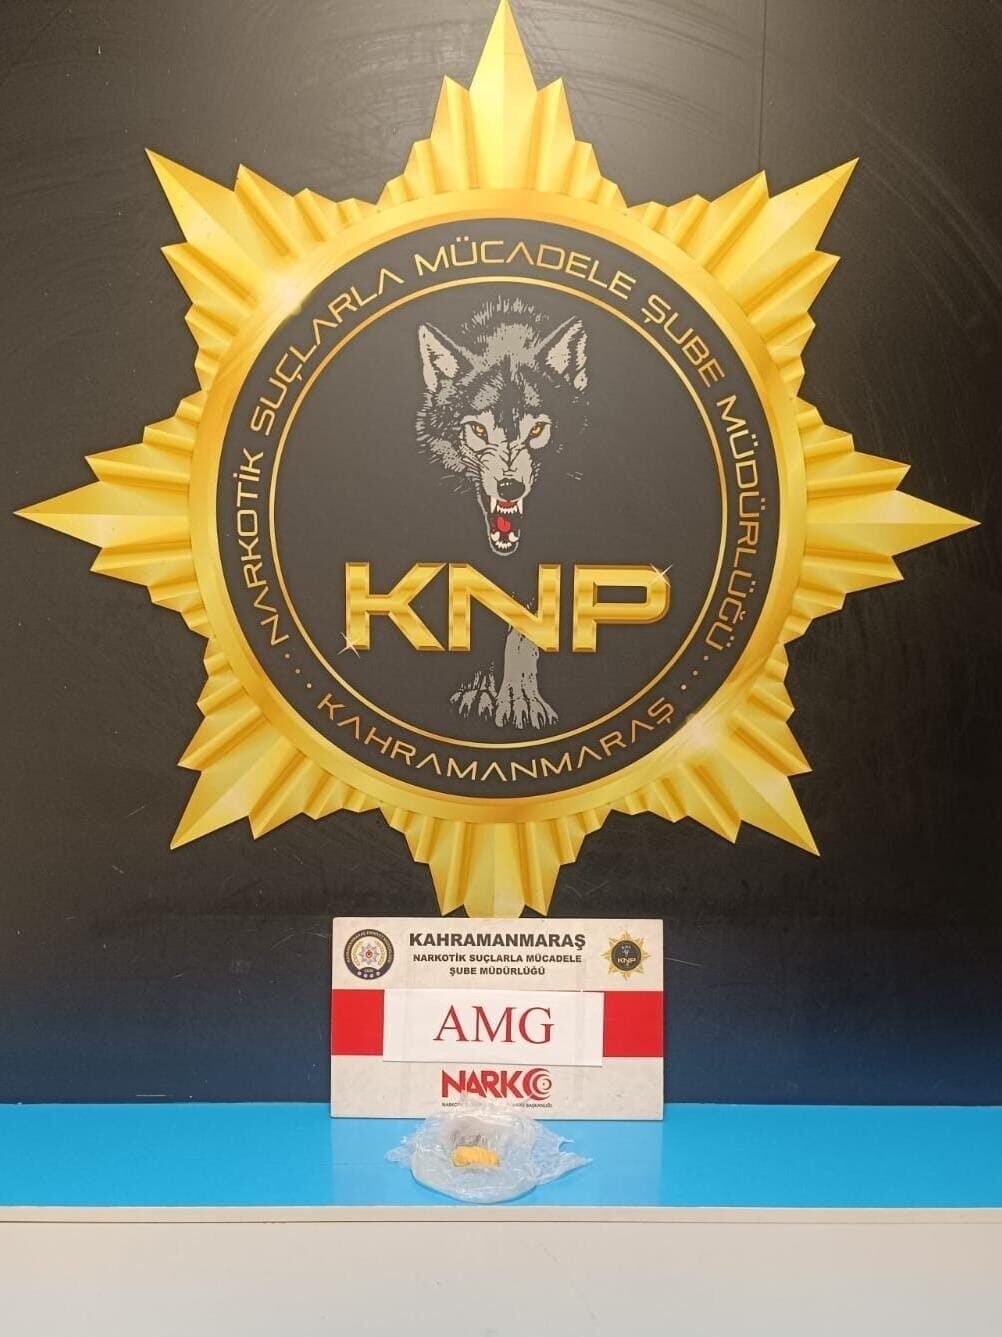 NARKOTİK SUÇLARLA MÜCADELE ŞUBE MÜDÜRLÜĞÜ
KNP
KAHRAMANMARAŞ
KAHRAMANMARAŞ
NARKOTİK SUÇLARLA MÜCADELE
ŞUBE MÜDÜRLÜĞÜ
KNP
AMG
NARKO